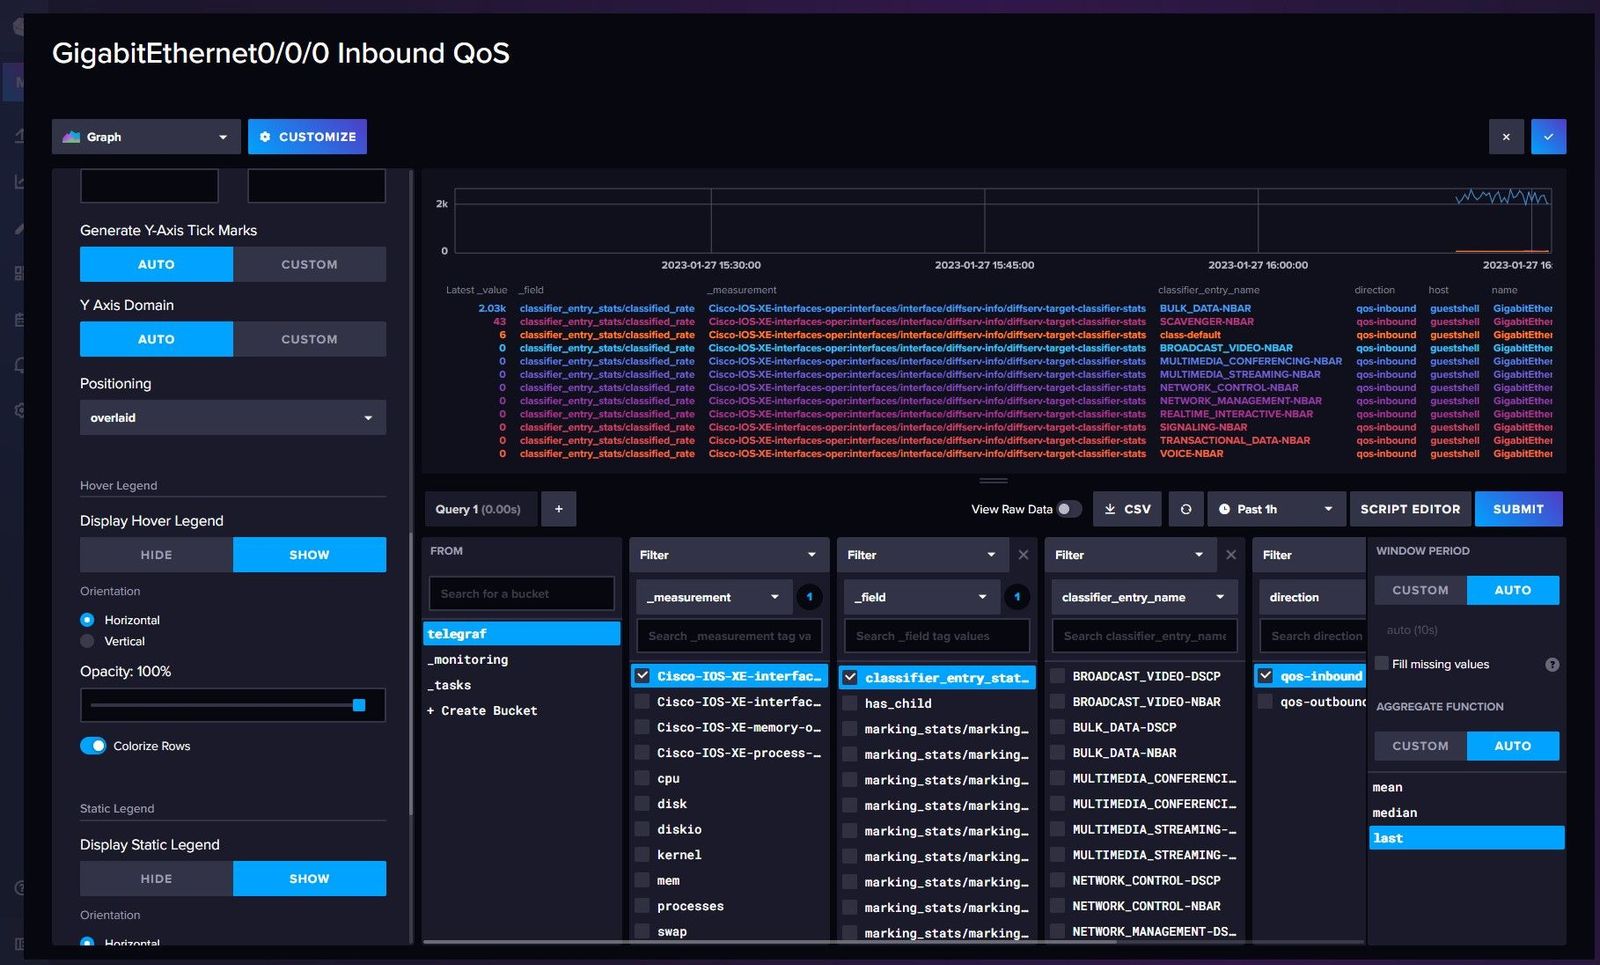 GigabitEthernet0/0/0 Inbound QoS
Graph
CUSTOMIZE
Generate Y-Axis Tick Marks
AUTO CUSTOM
Y Axis Domain
AUTO CUSTOM
Positioning
overlaid
Hover Legend
Display Hover Legend
HIDE SHOW
Orientation
Horizontal
Vertical
Opacity: 100%
Colorize Rows
Static Legend
Display Static Legend
HIDE SHOW
Orientation
Horizontal
2k
0
2023-01-27 15:30:00 2023-01-27 15:45:00 2023-01-27 16:00:00 2023-01-27 16:
Latest _value _field _measurement classifier_entry_name direction host name
2.03k classifier_entry_stats/classified_rate Cisco-IOS-XE-interfaces-oper:interfaces/interface/diffserv-info/diffserv-target-classifier-stats BULK_DATA-NBAR qos-inbound guestshell GigabitEther
43 classifier_entry_stats/classified_rate Cisco-IOS-XE-interfaces-oper:interfaces/interface/diffserv-info/diffserv-target-classifier-stats SCAVENGER-NBAR qos-inbound guestshell GigabitEther
6 classifier_entry_stats/classified_rate Cisco-IOS-XE-interfaces-oper:interfaces/interface/diffserv-info/diffserv-target-classifier-stats class-default qos-inbound guestshell GigabitEther
0 classifier_entry_stats/classified_rate Cisco-IOS-XE-interfaces-oper:interfaces/interface/diffserv-info/diffserv-target-classifier-stats BROADCAST_VIDEO-NBAR qos-inbound guestshell GigabitEther
0 classifier_entry_stats/classified_rate Cisco-IOS-XE-interfaces-oper:interfaces/interface/diffserv-info/diffserv-target-classifier-stats MULTIMEDIA_CONFERENCING-NBAR qos-inbound guestshell GigabitEther
0 classifier_entry_stats/classified_rate Cisco-IOS-XE-interfaces-oper:interfaces/interface/diffserv-info/diffserv-target-classifier-stats MULTIMEDIA_STREAMING-NBAR qos-inbound guestshell GigabitEther
0 classifier_entry_stats/classified_rate Cisco-IOS-XE-interfaces-oper:interfaces/interface/diffserv-info/diffserv-target-classifier-stats NETWORK_CONTROL-NBAR qos-inbound guestshell GigabitEther
0 classifier_entry_stats/classified_rate Cisco-IOS-XE-interfaces-oper:interfaces/interface/diffserv-info/diffserv-target-classifier-stats NETWORK_MANAGEMENT-NBAR qos-inbound guestshell GigabitEther
0 classifier_entry_stats/classified_rate Cisco-IOS-XE-interfaces-oper:interfaces/interface/diffserv-info/diffserv-target-classifier-stats REALTIME_INTERACTIVE-NBAR qos-inbound guestshell GigabitEther
0 classifier_entry_stats/classified_rate Cisco-IOS-XE-interfaces-oper:interfaces/interface/diffserv-info/diffserv-target-classifier-stats SIGNALING-NBAR qos-inbound guestshell GigabitEther
0 classifier_entry_stats/classified_rate Cisco-IOS-XE-interfaces-oper:interfaces/interface/diffserv-info/diffserv-target-classifier-stats TRANSACTIONAL_DATA-NBAR qos-inbound guestshell GigabitEther
0 classifier_entry_stats/classified_rate Cisco-IOS-XE-interfaces-oper:interfaces/interface/diffserv-info/diffserv-target-classifier-stats VOICE-NBAR qos-inbound guestshell GigabitEther
Query 1 (0.00s) + View Raw Data CSV Past 1h SCRIPT EDITOR SUBMIT
FROM
Search for a bucket
telegraf
_monitoring
_tasks
+ Create Bucket
Filter
_measurement 1
Search _measurement tag va
Cisco-IOS-XE-interfac…
Cisco-IOS-XE-interfac…
Cisco-IOS-XE-memory-o…
Cisco-IOS-XE-process-…
cpu
disk
diskio
kernel
mem
processes
swap
Filter
_field 1
Search _field tag values
classifier_entry_stat…
has_child
marking_stats/marking…
marking_stats/marking…
marking_stats/marking…
marking_stats/marking…
marking_stats/marking…
marking_stats/marking…
marking_stats/marking…
marking_stats/marking…
marking_stats/marking…
Filter
classifier_entry_name
Search classifier_entry_name
BROADCAST_VIDEO-DSCP
BROADCAST_VIDEO-NBAR
BULK_DATA-DSCP
BULK_DATA-NBAR
MULTIMEDIA_CONFERENCI…
MULTIMEDIA_CONFERENCI…
MULTIMEDIA_STREAMING-…
MULTIMEDIA_STREAMING-…
NETWORK_CONTROL-DSCP
NETWORK_CONTROL-NBAR
NETWORK_MANAGEMENT-DS…
Filter
direction
Search direction
qos-inbound
qos-outbound
WINDOW PERIOD
CUSTOM AUTO
auto (10s)
Fill missing values ?
AGGREGATE FUNCTION
CUSTOM AUTO
mean
median
last